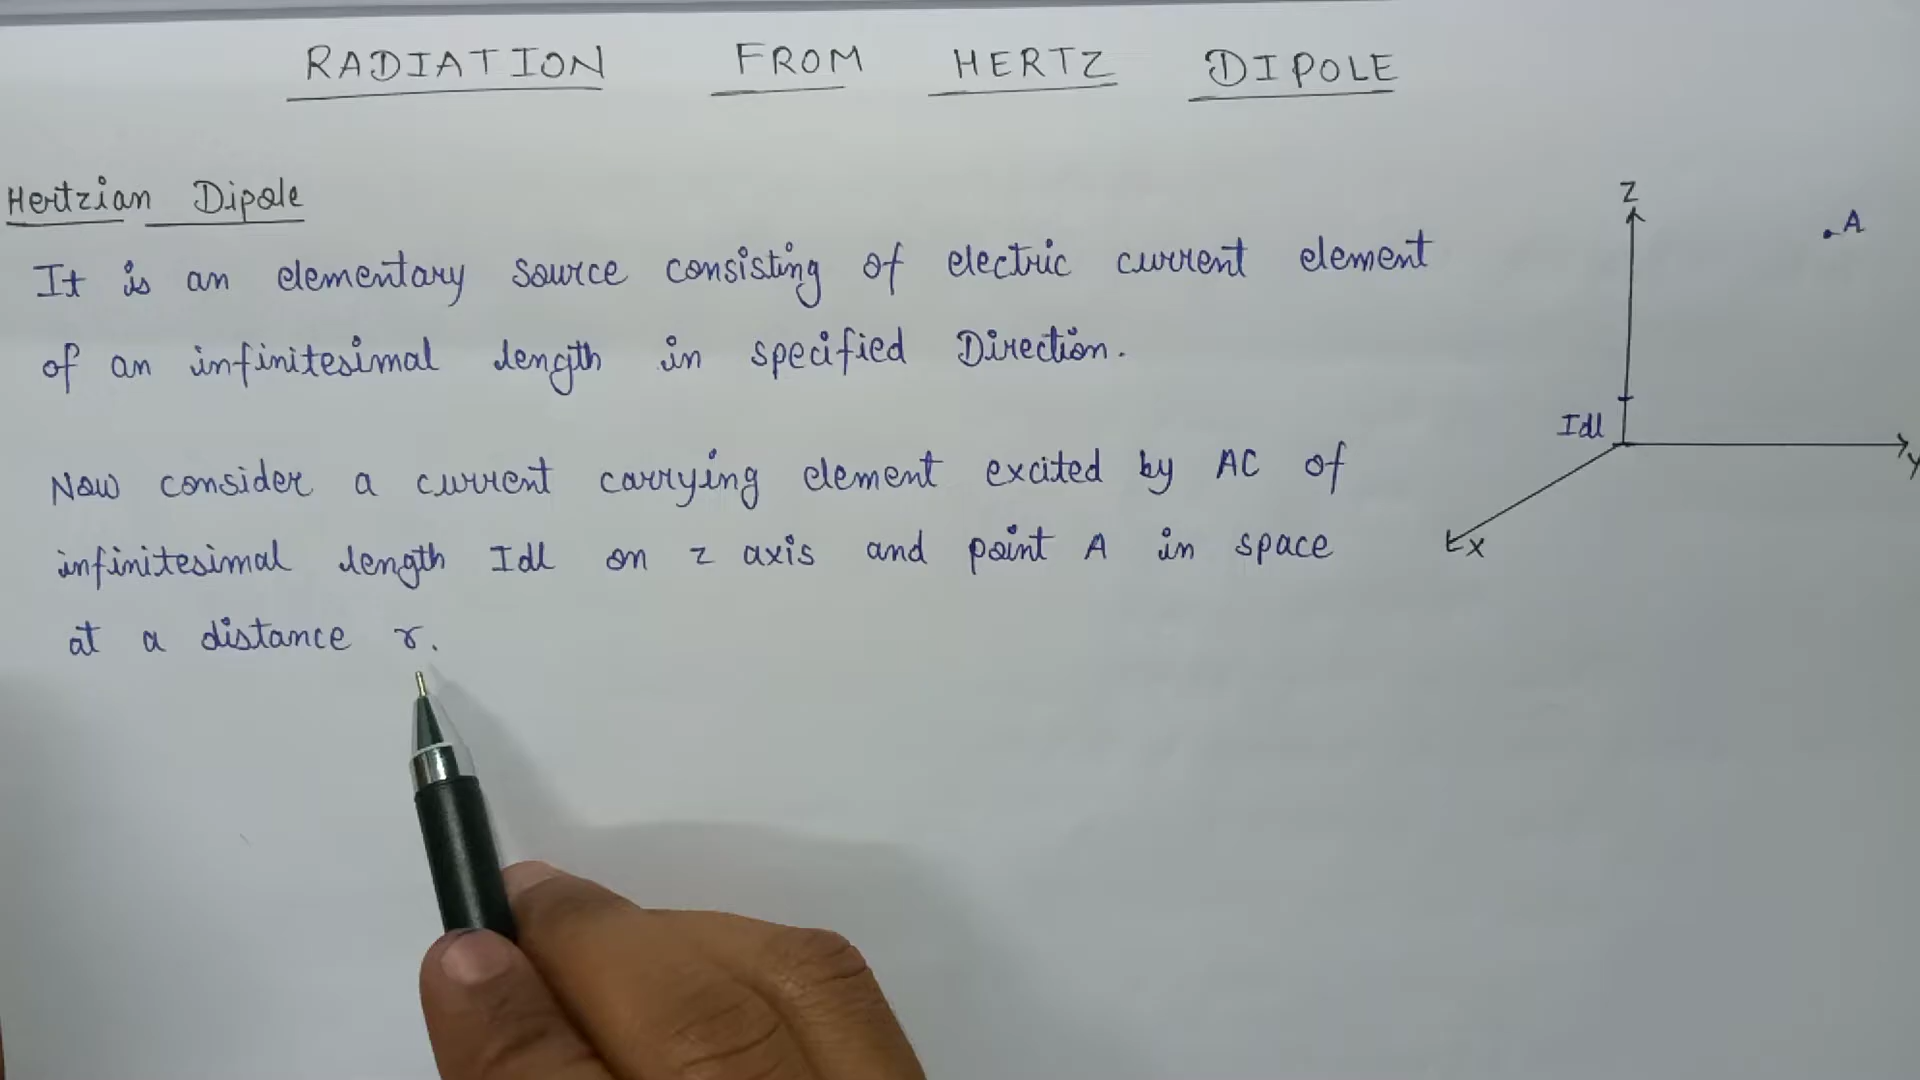 RADIATION FROM HERTZ DIPOLE
Hertzian Dipole
It is an elementary source consisting of electric current element
of an infinitesimal length in specified Direction.
Now consider a current carrying element excited by AC of
infinitesimal length Idl on z axis and point A in space
at a distance r.
Z
A
Idl
Y
X